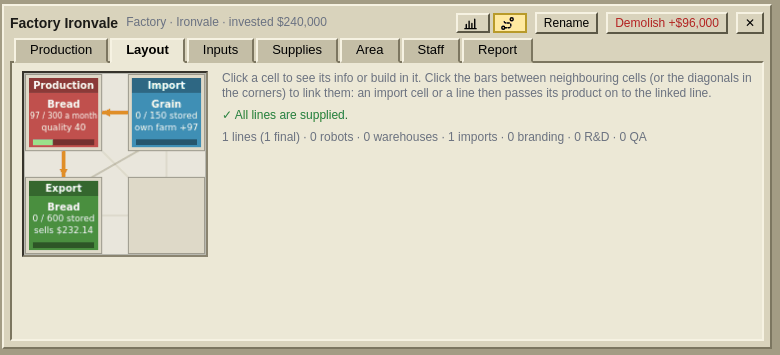 Factory Ironvale Factory · Ironvale · invested $240,000
Rename Demolish +$96,000 ✕
Production Layout Inputs Supplies Area Staff Report
Production
Bread
97 / 300 a month
quality 40
Import
Grain
0 / 150 stored
own farm +97
Export
Bread
0 / 600 stored
sells $232.14
Click a cell to see its info or build in it. Click the bars between neighbouring cells (or the diagonals in
the corners) to link them: an import cell or a line then passes its product on to the linked line.
✓ All lines are supplied.
1 lines (1 final) · 0 robots · 0 warehouses · 1 imports · 0 branding · 0 R&D · 0 QA